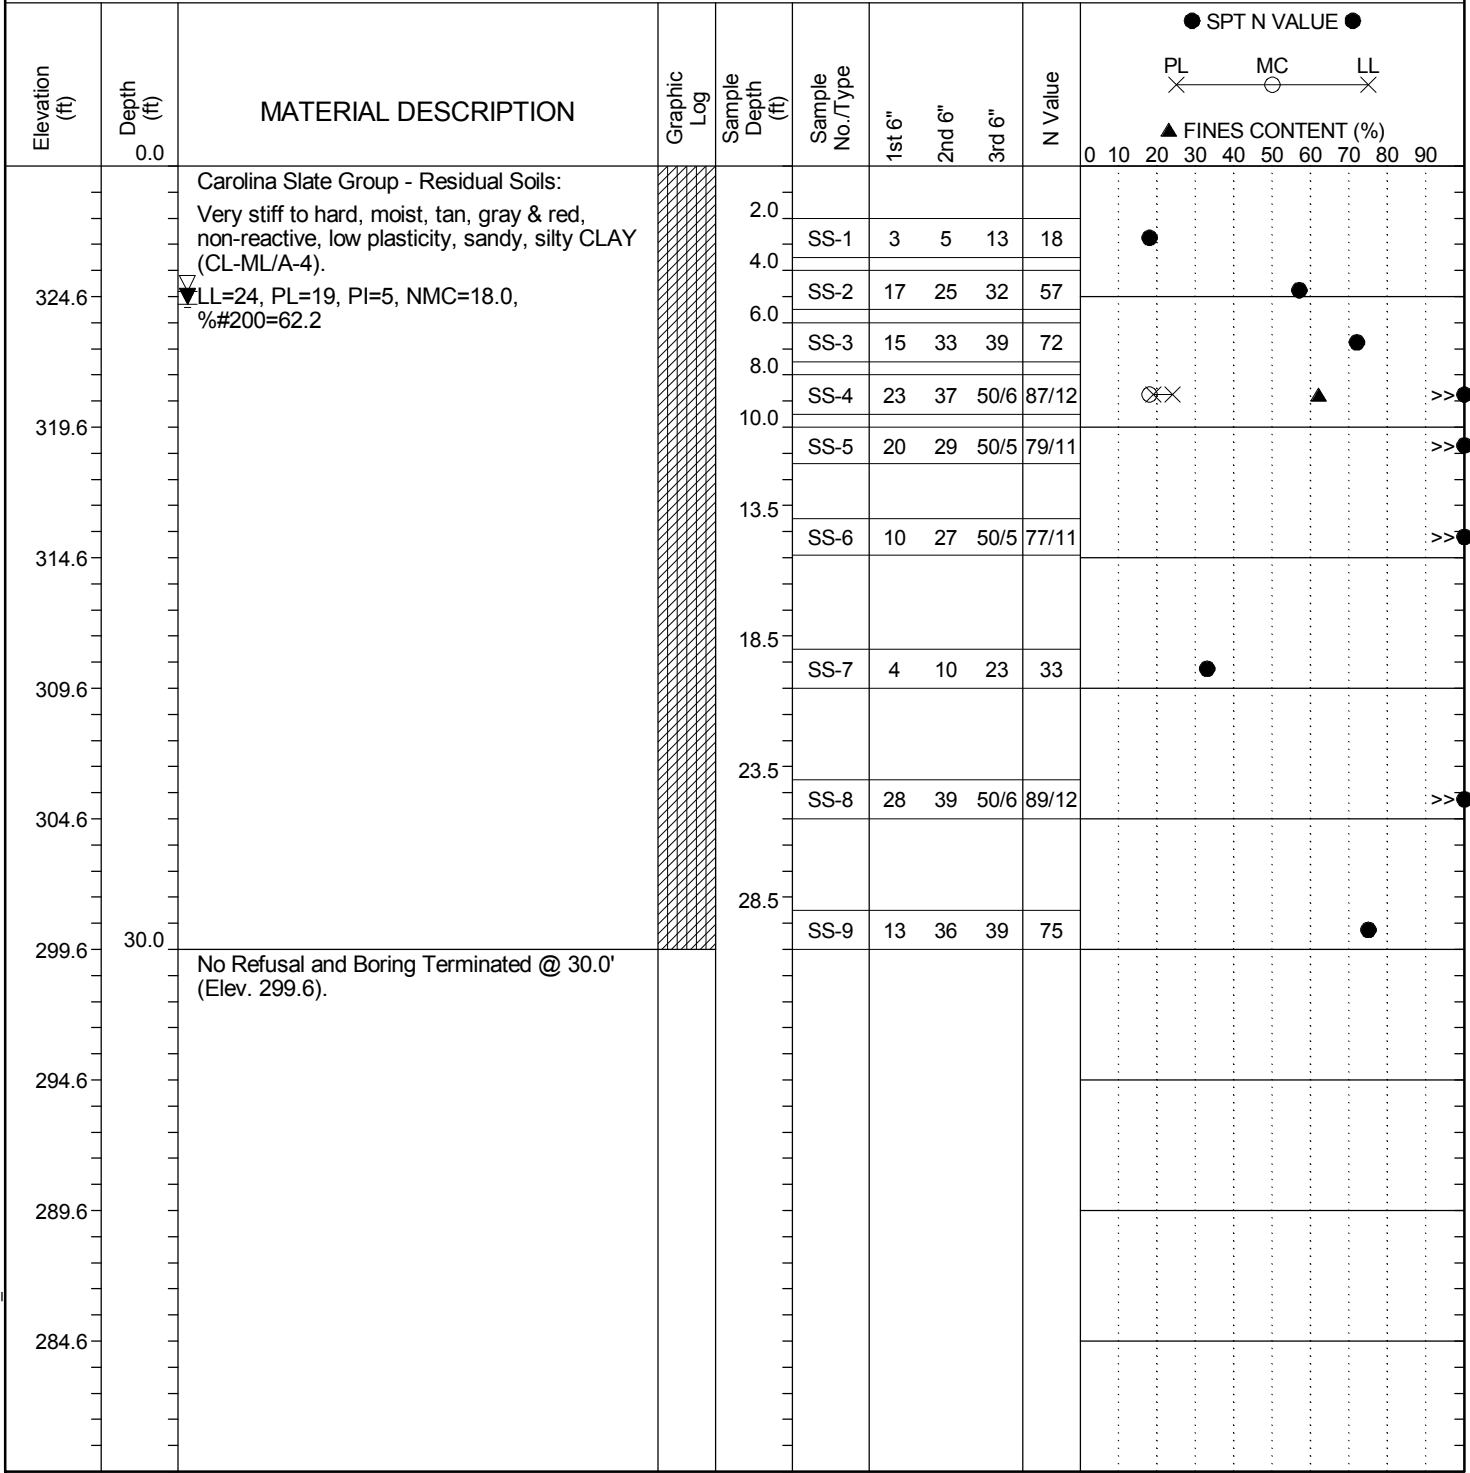 ● SPT N VALUE ●
PL MC LL
▲ FINES CONTENT (%)
0 10 20 30 40 50 60 70 80 90
Elevation (ft)
Depth (ft)
0.0
MATERIAL DESCRIPTION
Graphic Log
Sample Depth (ft)
Sample No./Type
1st 6"
2nd 6"
3rd 6"
N Value
Carolina Slate Group - Residual Soils:
Very stiff to hard, moist, tan, gray & red,
non-reactive, low plasticity, sandy, silty CLAY
(CL-ML/A-4).
LL=24, PL=19, PI=5, NMC=18.0,
%#200=62.2
2.0
SS-1 3 5 13 18
4.0
324.6
SS-2 17 25 32 57
6.0
SS-3 15 33 39 72
8.0
SS-4 23 37 50/6 87/12 >>
10.0
319.6
SS-5 20 29 50/5 79/11 >>
13.5
SS-6 10 27 50/5 77/11 >>
314.6
18.5
SS-7 4 10 23 33
309.6
23.5
SS-8 28 39 50/6 89/12 >>
304.6
28.5
SS-9 13 36 39 75
30.0
299.6
No Refusal and Boring Terminated @ 30.0'
(Elev. 299.6).
294.6
289.6
284.6